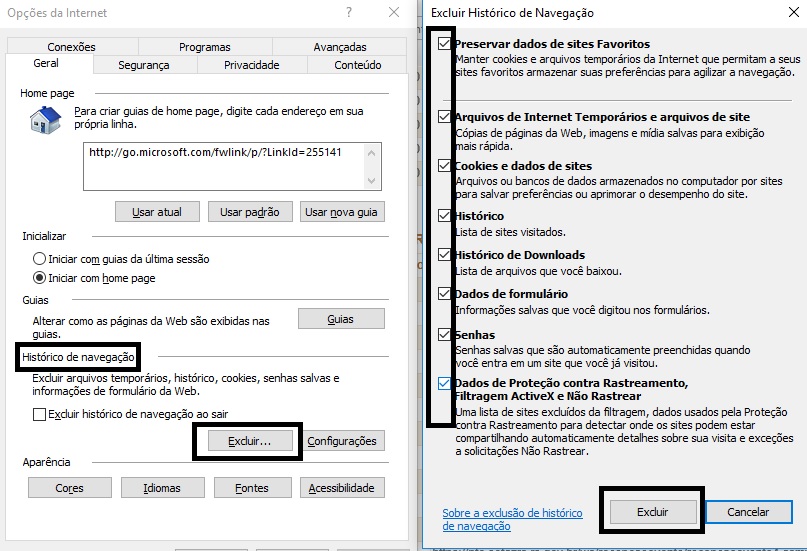 Opções da Internet
?
Conexões
Programas
Avançadas
Geral
Segurança
Privacidade
Conteúdo
Home page
Para criar guias de home page, digite cada endereço em sua
própria linha.
http://go.microsoft.com/fwlink/p/?LinkId=255141
Usar atual
Usar padrão
Usar nova guia
Inicializar
Iniciar com guias da última sessão
Iniciar com home page
Guias
Alterar como as páginas da Web são exibidas nas
guias.
Guias
Histórico de navegação
Excluir arquivos temporários, histórico, cookies, senhas salvas e
informações de formulário da Web.
Excluir histórico de navegação ao sair
Excluir...
Configurações
Aparência
Cores
Idiomas
Fontes
Acessibilidade
Excluir Histórico de Navegação
Preservar dados de sites Favoritos
Manter cookies e arquivos temporários da Internet que permitam a seus
sites favoritos armazenar suas preferências para agilizar a navegação.
Arquivos de Internet Temporários e arquivos de site
Cópias de páginas da Web, imagens e mídia salvas para exibição
mais rápida.
Cookies e dados de sites
Arquivos ou bancos de dados armazenados no computador por sites
para salvar preferências ou aprimorar o desempenho do site.
Histórico
Lista de sites visitados.
Histórico de Downloads
Lista de arquivos que você baixou.
Dados de formulário
Informações salvas que você digitou nos formulários.
Senhas
Senhas salvas que são automaticamente preenchidas quando
você entra em um site que você já visitou.
Dados de Proteção contra Rastreamento,
Filtragem ActiveX e Não Rastrear
Uma lista de sites excluídos da filtragem, dados usados pela Proteção
contra Rastreamento para detectar onde os sites podem estar
compartilhando automaticamente detalhes sobre sua visita e exceções
a solicitações Não Rastrear.
Sobre a exclusão de histórico
de navegação
Excluir
Cancelar